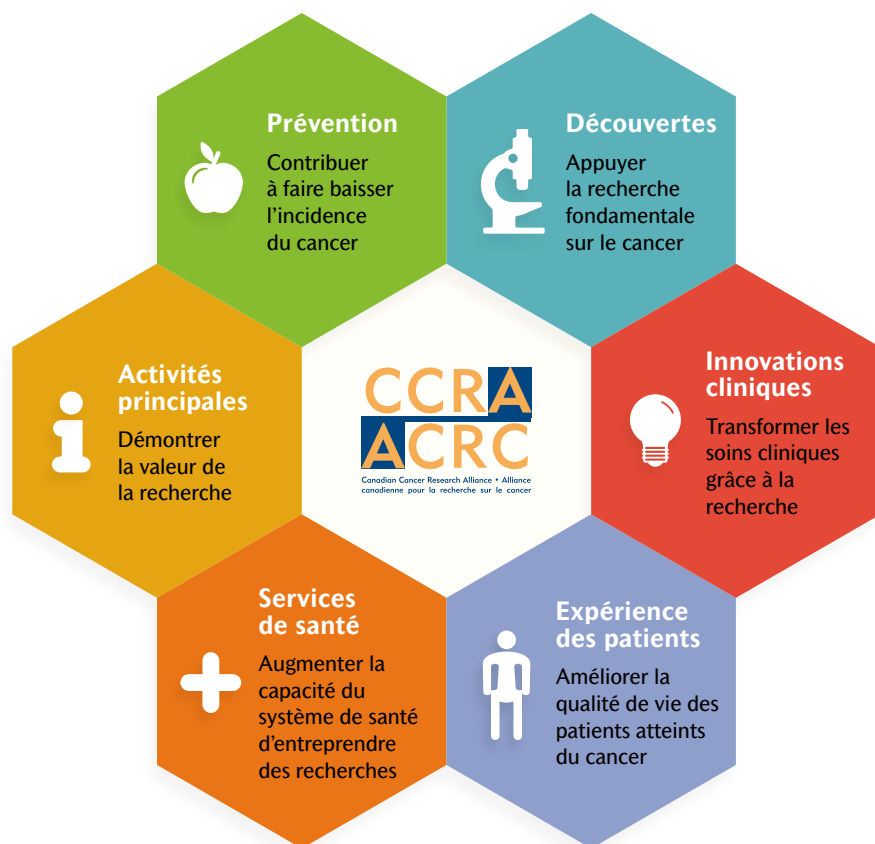 Prévention
Contribuer
à faire baisser
l’incidence
du cancer
Découvertes
Appuyer
la recherche
fondamentale
sur le cancer
Activités
principales
Démontrer
la valeur de
la recherche
CCRA
ACRC
Canadian Cancer Research Alliance • Alliance
canadienne pour la recherche sur le cancer
Innovations
cliniques
Transformer les
soins cliniques
grâce à la
recherche
Services
de santé
Augmenter la
capacité du
système de santé
d’entreprendre
des recherches
Expérience
des patients
Améliorer la
qualité de vie des
patients atteints
du cancer